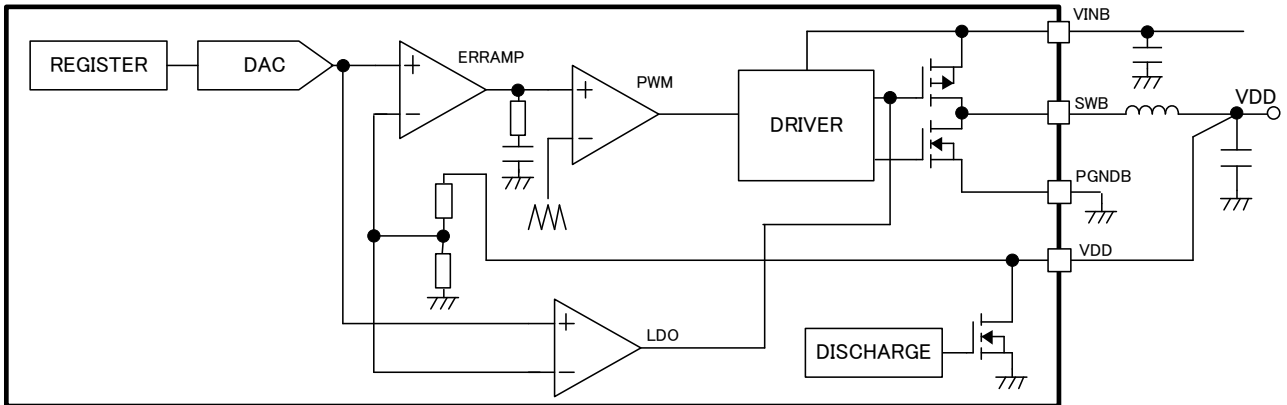 VINB
REGISTER
DAC
ERRAMP
PWM
+
-
+
-
DRIVER
SWB
VDD
PGNDB
VDD
+
-
LDO
DISCHARGE